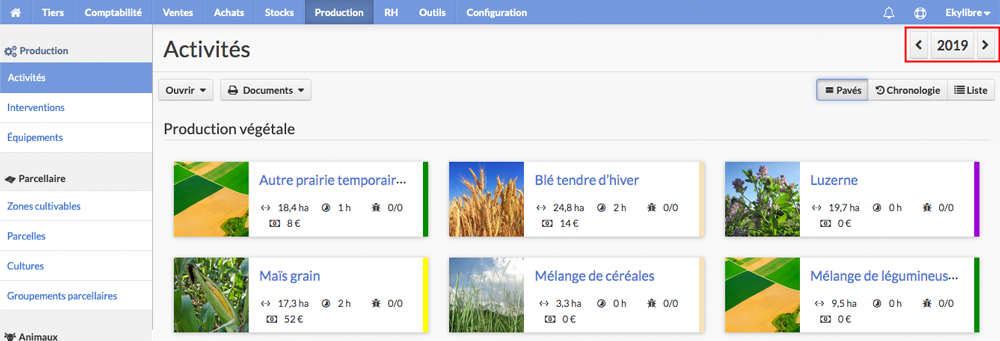 Tiers Comptabilité Ventes Achats Stocks Production RH Outils Configuration Ekylibre
Production
Activités
Interventions
Équipements
Parcellaire
Zones cultivables
Parcelles
Cultures
Groupements parcellaires
Animaux
Activités
2019
Ouvrir Documents
Pavés Chronologie Liste
Production végétale
Autre prairie temporair...
18,4 ha 1 h 0/0
8 €
Blé tendre d'hiver
24,8 ha 2 h 0/0
14 €
Luzerne
19,7 ha 0 h 0/0
0 €
Maïs grain
17,3 ha 2 h 0/0
52 €
Mélange de céréales
3,3 ha 0 h 0/0
0 €
Mélange de légumineus...
9,5 ha 0 h 0/0
0 €